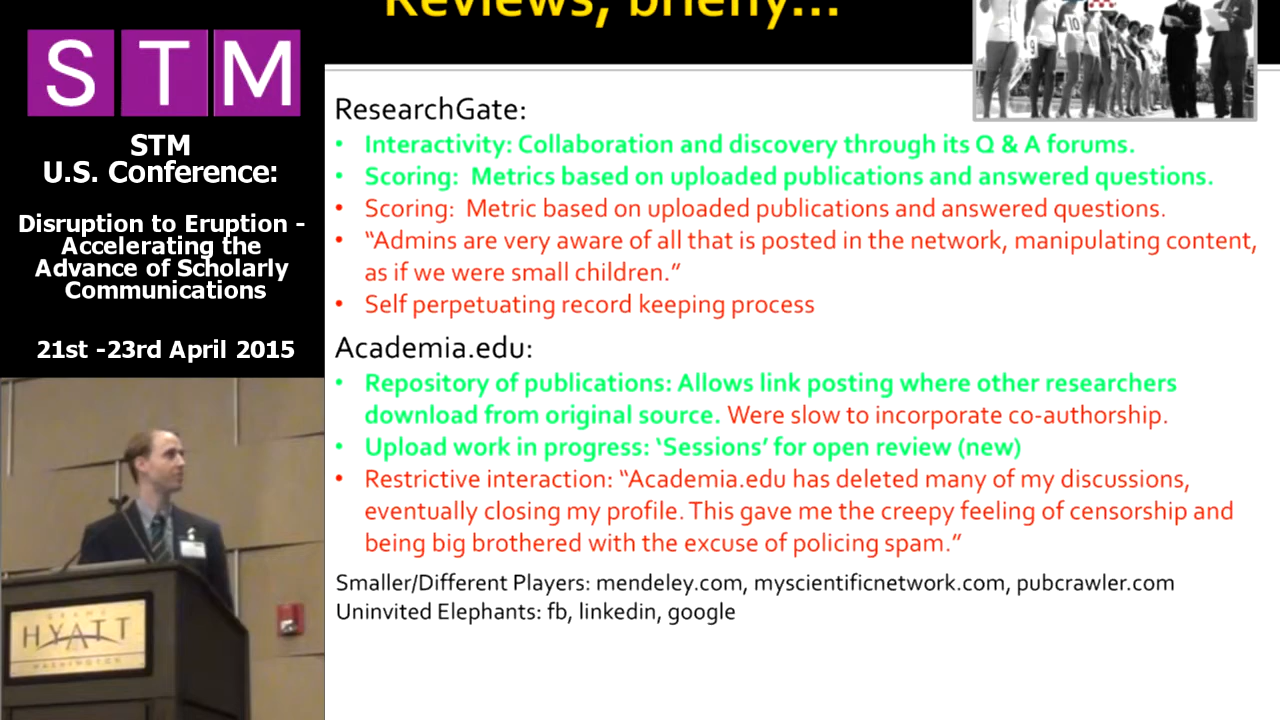 Reviews, briefly...
STM
STM
U.S. Conference:
Disruption to Eruption -
Accelerating the
Advance of Scholarly
Communications
21st -23rd April 2015
ResearchGate:
• Interactivity: Collaboration and discovery through its Q & A forums.
• Scoring: Metrics based on uploaded publications and answered questions.
• Scoring: Metric based on uploaded publications and answered questions.
• “Admins are very aware of all that is posted in the network, manipulating content,
as if we were small children.”
• Self perpetuating record keeping process
Academia.edu:
• Repository of publications: Allows link posting where other researchers
download from original source. Were slow to incorporate co-authorship.
• Upload work in progress: ‘Sessions’ for open review (new)
• Restrictive interaction: “Academia.edu has deleted many of my discussions,
eventually closing my profile. This gave me the creepy feeling of censorship and
being big brothered with the excuse of policing spam.”
Smaller/Different Players: mendeley.com, myscientificnetwork.com, pubcrawler.com
Uninvited Elephants: fb, linkedin, google
10
9
GRAND
HYATT
WASHINGTON